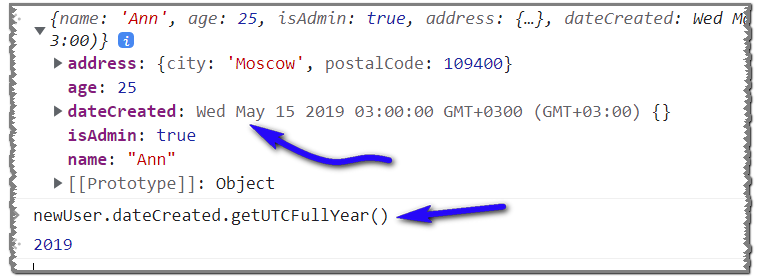 {name: 'Ann', age: 25, isAdmin: true, address: {…}, dateCreated: Wed Ma
3:00)} i
address: {city: 'Moscow', postalCode: 109400}
age: 25
dateCreated: Wed May 15 2019 03:00:00 GMT+0300 (GMT+03:00) {}
isAdmin: true
name: "Ann"
[[Prototype]]: Object
newUser.dateCreated.getUTCFullYear()
2019